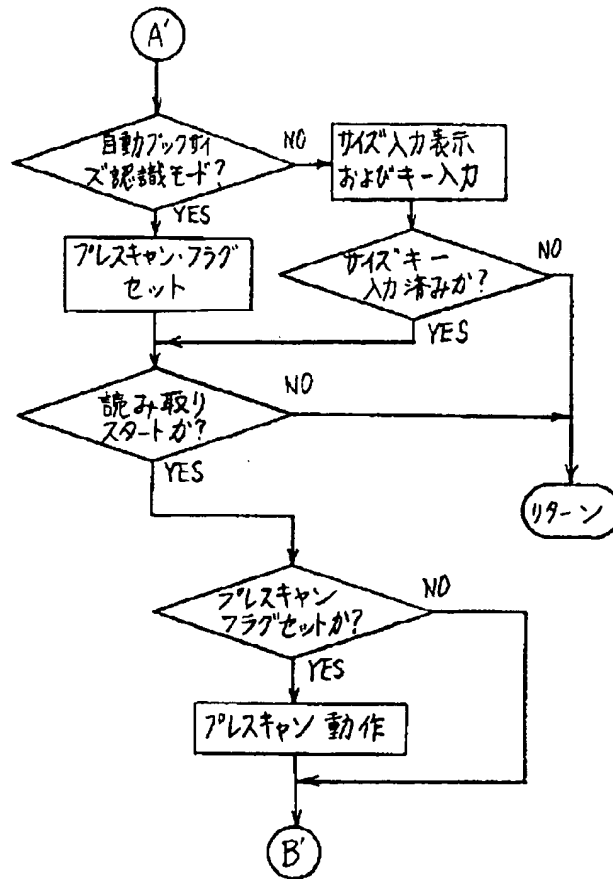 A'
自動ブックサイ
ズ認識モード?
NO
YES
サイズ入力表示
およびキー入力
プレスキャン・フラグ
セット
サイズキー
入力済みか?
NO
YES
読み取り
スタートか?
NO
YES
リターン
プレスキャン
フラグセットか?
NO
YES
プレスキャン動作
B'